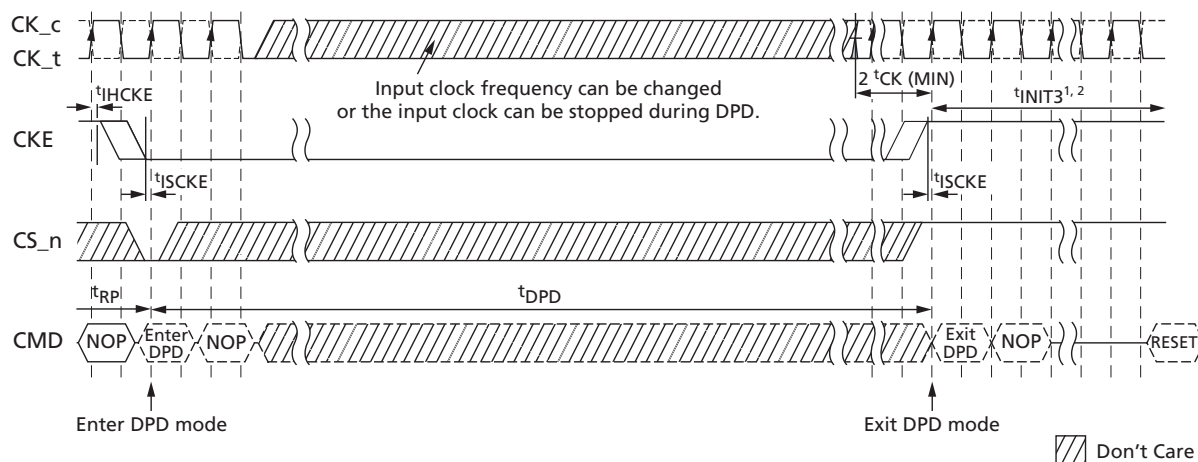 CK_c
CK_t
Input clock frequency can be changed
or the input clock can be stopped during DPD.
2 tCK (MIN)
tINIT31, 2
tIHCKE
CKE
tISCKE
tISCKE
CS_n
tRP
tDPD
CMD
NOP
Enter
DPD
NOP
Exit
DPD
NOP
RESET
Enter DPD mode
Exit DPD mode
Don't Care